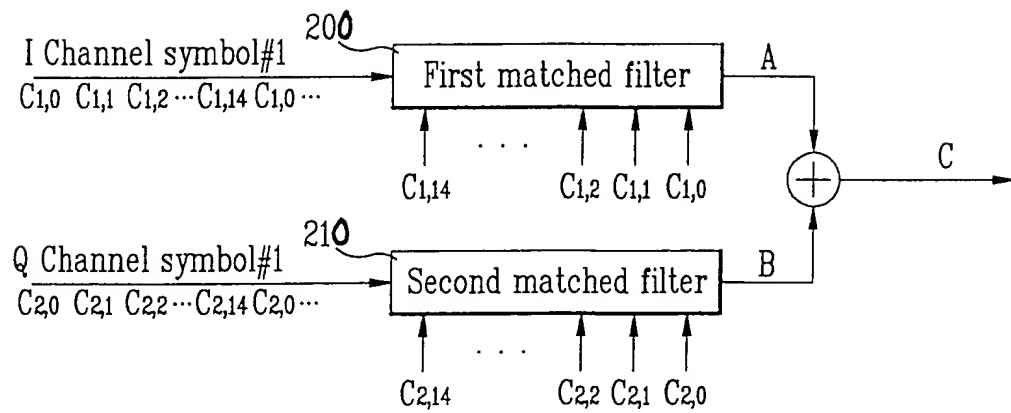 200
I Channel symbol#1
First matched filter
A
C1,0 C1,1 C1,2 ··· C1,14 C1,0 ···
· · ·
C1,14 C1,2 C1,1 C1,0
C
210
Q Channel symbol#1
Second matched filter
B
C2,0 C2,1 C2,2 ··· C2,14 C2,0 ···
· · ·
C2,14 C2,2 C2,1 C2,0